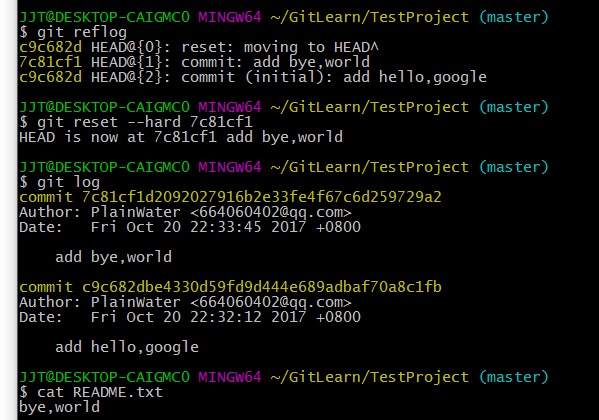 JJT@DESKTOP-CAIGMC0 MINGW64 ~/GitLearn/TestProject (master)
$ git reflog
c9c682d HEAD@{0}: reset: moving to HEAD^
7c81cf1 HEAD@{1}: commit: add bye,world
c9c682d HEAD@{2}: commit (initial): add hello,google
JJT@DESKTOP-CAIGMC0 MINGW64 ~/GitLearn/TestProject (master)
$ git reset --hard 7c81cf1
HEAD is now at 7c81cf1 add bye,world
JJT@DESKTOP-CAIGMC0 MINGW64 ~/GitLearn/TestProject (master)
$ git log
commit 7c81cf1d2092027916b2e33fe4f67c6d259729a2
Author: PlainWater <664060402@qq.com>
Date:   Fri Oct 20 22:33:45 2017 +0800
    add bye,world
commit c9c682dbe4330d59fd9d444e689adbaf70a8c1fb
Author: PlainWater <664060402@qq.com>
Date:   Fri Oct 20 22:32:12 2017 +0800
    add hello,google
JJT@DESKTOP-CAIGMC0 MINGW64 ~/GitLearn/TestProject (master)
$ cat README.txt
bye,world